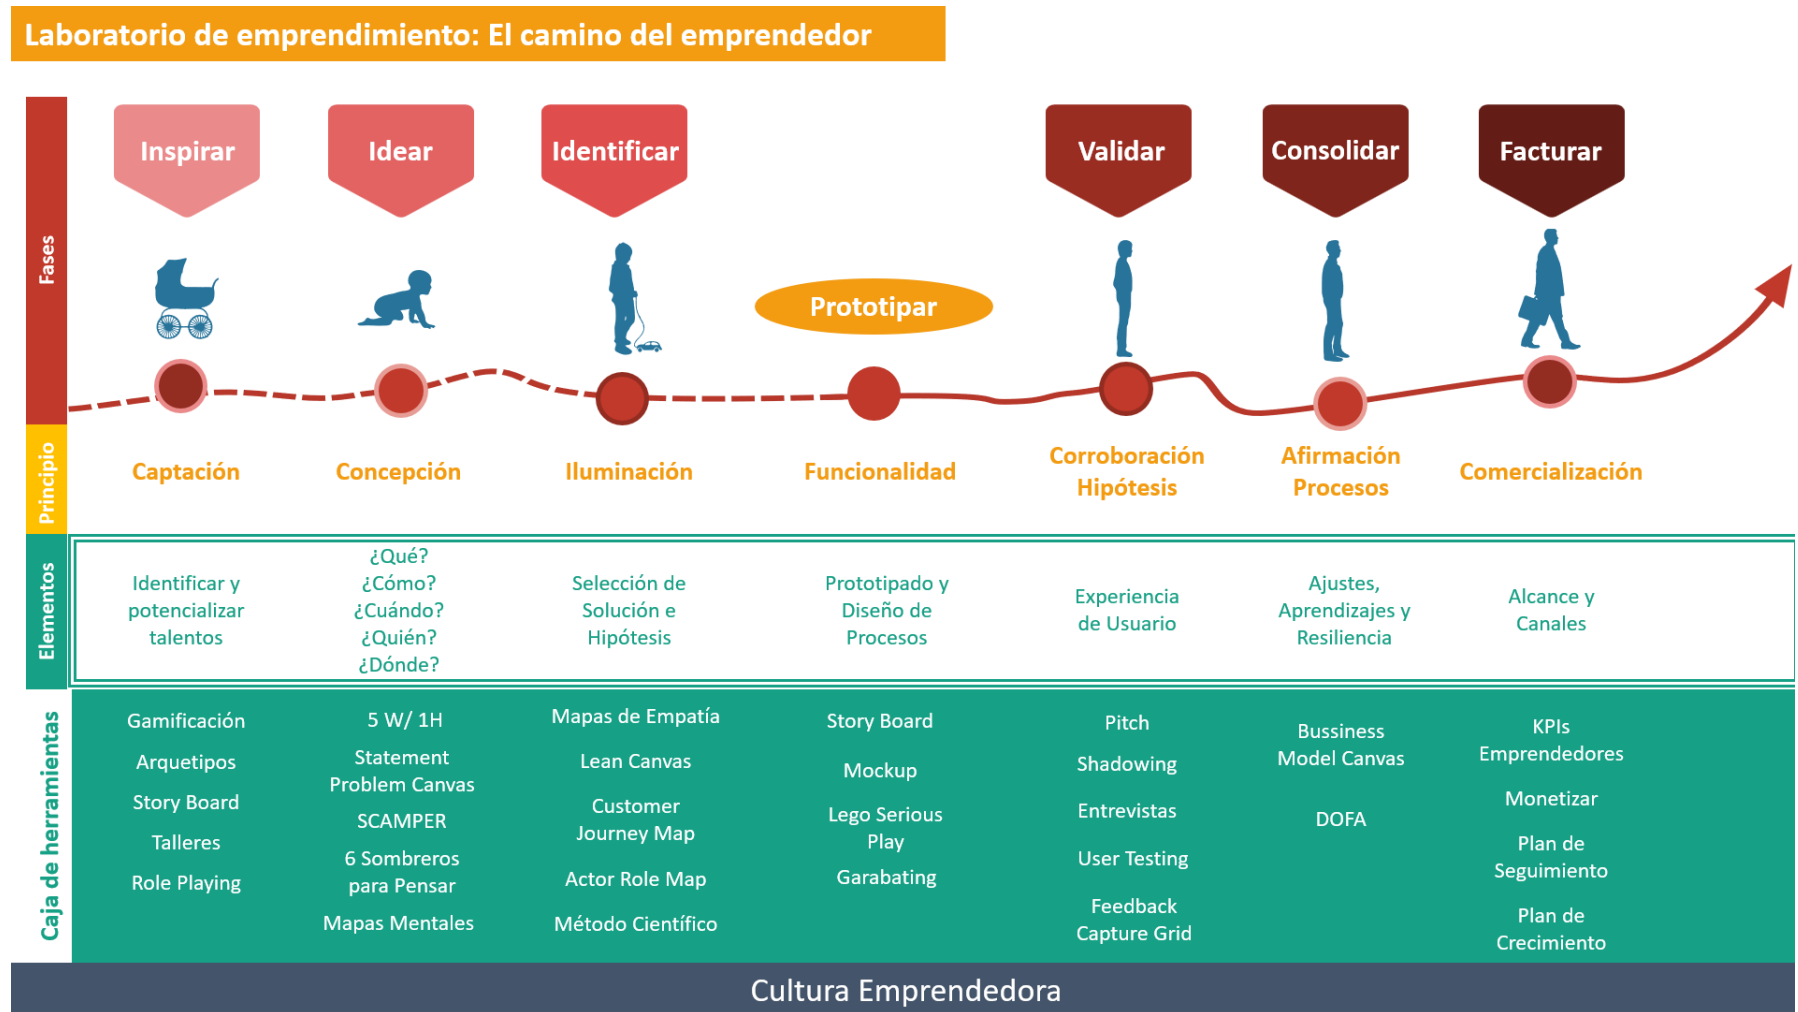 Laboratorio de emprendimiento: El camino del emprendedor
Fases
Inspirar
Idear
Identificar
Prototipar
Validar
Consolidar
Facturar
Principio
Captación
Concepción
Iluminación
Funcionalidad
Corroboración
Hipótesis
Afirmación
Procesos
Comercialización
Elementos
Identificar y
potencializar
talentos
¿Qué?
¿Cómo?
¿Cuándo?
¿Quién?
¿Dónde?
Selección de
Solución e
Hipótesis
Prototipado y
Diseño de
Procesos
Experiencia
de Usuario
Ajustes,
Aprendizajes y
Resiliencia
Alcance y
Canales
Caja de herramientas
Gamificación
Arquetipos
Story Board
Talleres
Role Playing
5 W/ 1H
Statement
Problem Canvas
SCAMPER
6 Sombreros
para Pensar
Mapas Mentales
Mapas de Empatía
Lean Canvas
Customer
Journey Map
Actor Role Map
Método Científico
Story Board
Mockup
Lego Serious
Play
Garabating
Pitch
Shadowing
Entrevistas
User Testing
Feedback
Capture Grid
Bussiness
Model Canvas
DOFA
KPIs
Emprendedores
Monetizar
Plan de
Seguimiento
Plan de
Crecimiento
Cultura Emprendedora